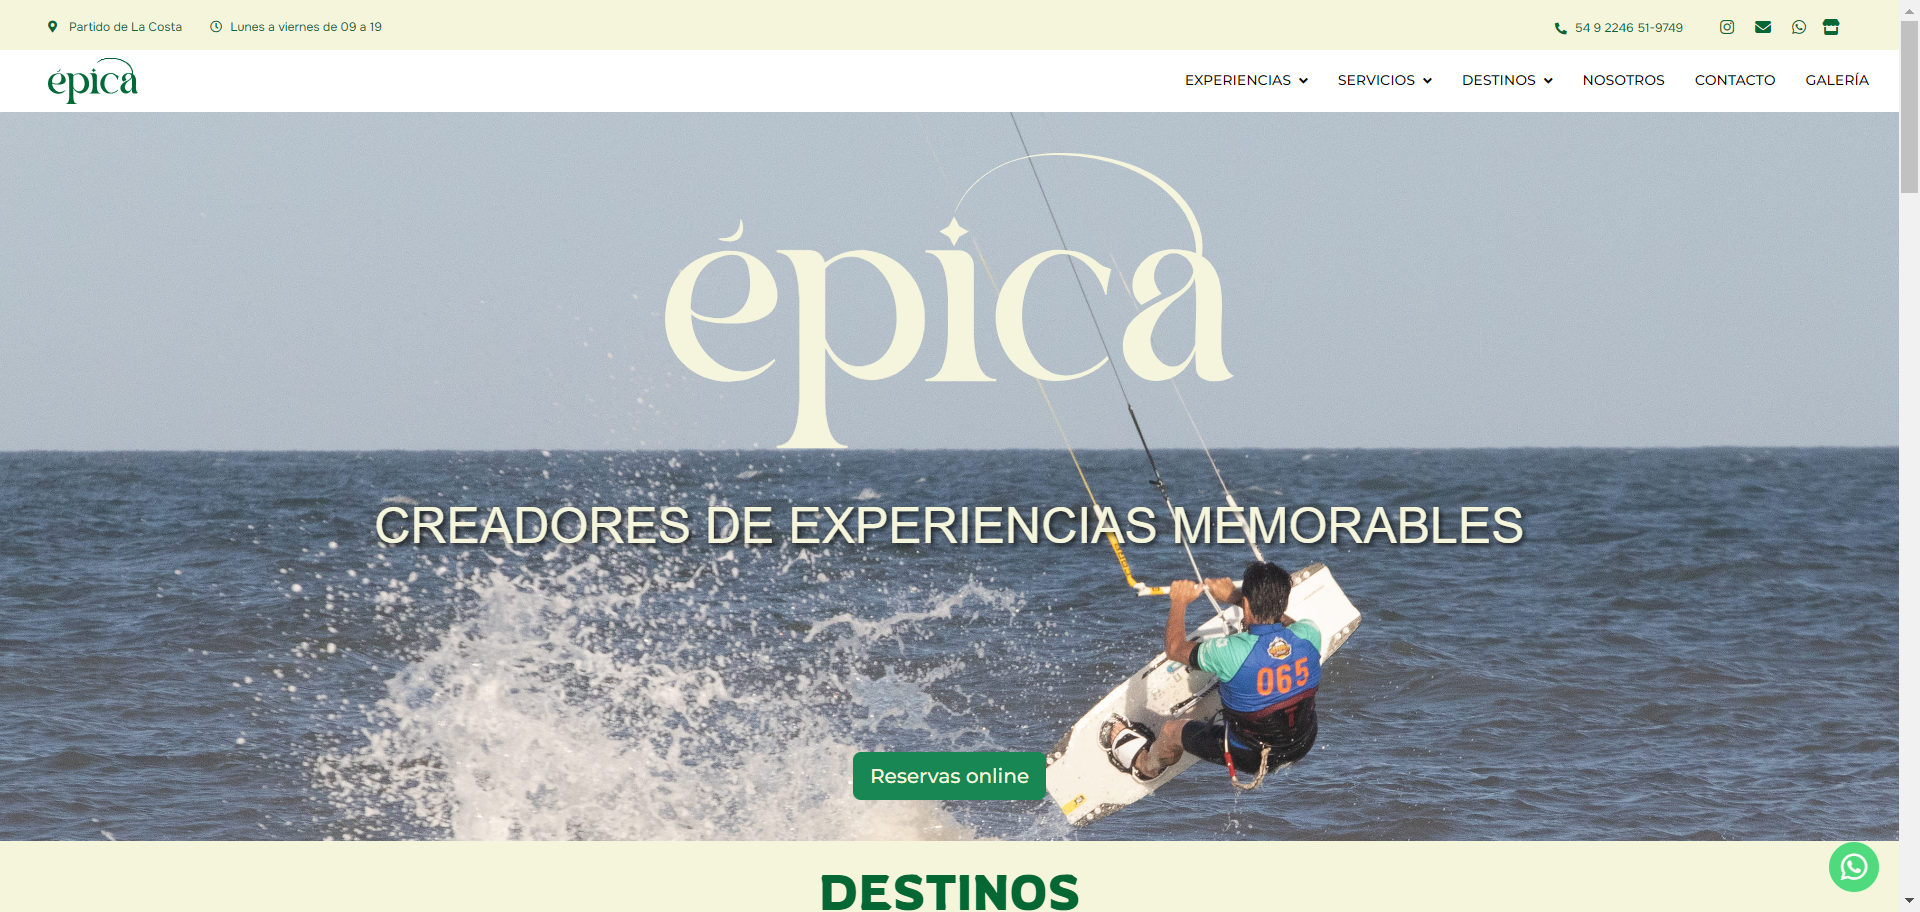 Partido de La Costa
Lunes a viernes de 09 a 19
54 9 2246 51-9749
épica
EXPERIENCIAS
SERVICIOS
DESTINOS
NOSOTROS
CONTACTO
GALERÍA
épica
CREADORES DE EXPERIENCIAS MEMORABLES
065
Reservas online
DESTINOS